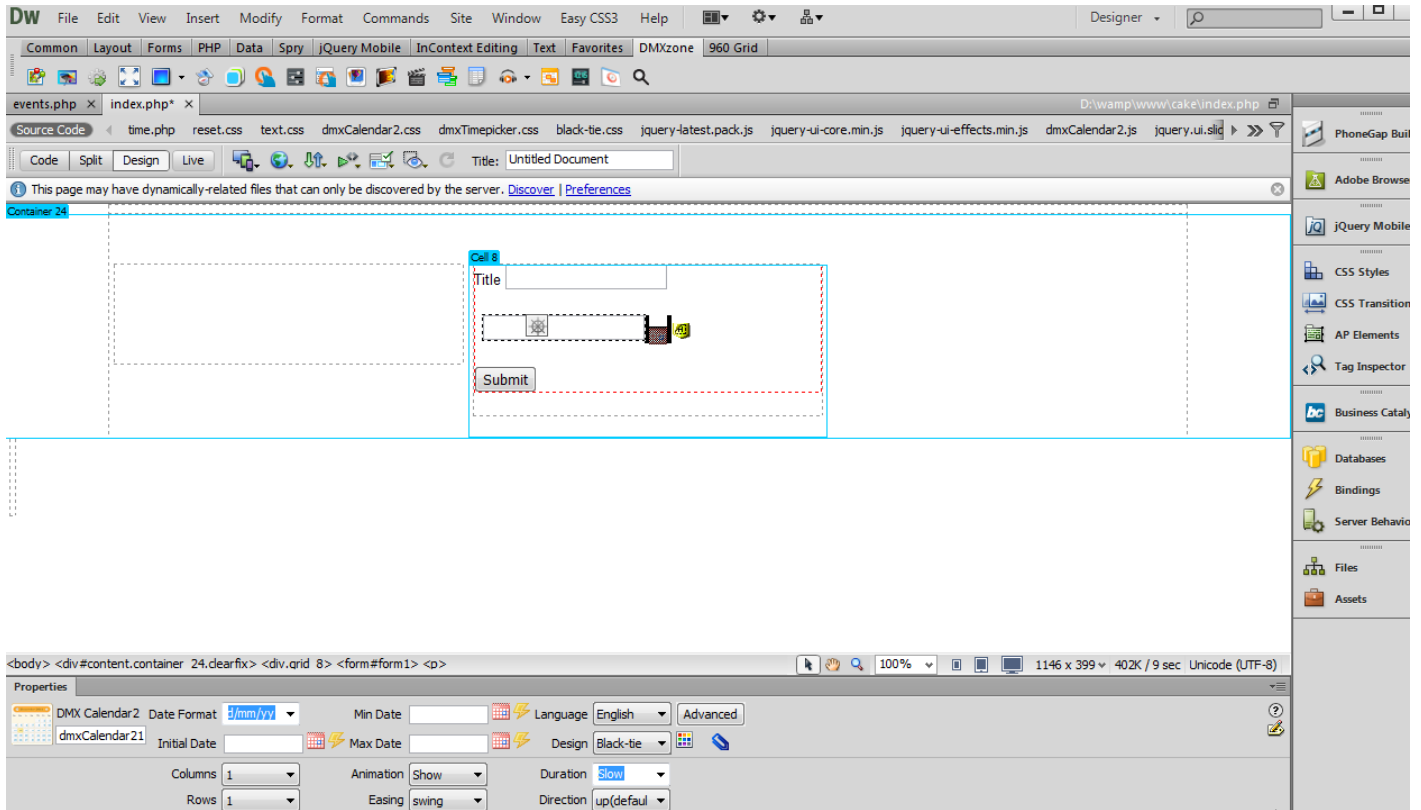 DW File Edit View Insert Modify Format Commands Site Window Easy CSS3 Help Designer
Common Layout Forms PHP Data Spry jQuery Mobile InContext Editing Text Favorites DMXzone 960 Grid
events.php × index.php* × D:\wamp\www\cake\index.php
Source Code time.php reset.css text.css dmxCalendar2.css dmxTimepicker.css black-tie.css jquery-latest.pack.js jquery-ui-core.min.js jquery-ui-effects.min.js dmxCalendar2.js jquery.ui.slid
Code Split Design Live Title: Untitled Document
This page may have dynamically-related files that can only be discovered by the server. Discover | Preferences
Container 24
Cell 8
Title
Submit
PhoneGap Buil
Adobe Browse
jQuery Mobile
CSS Styles
CSS Transition
AP Elements
Tag Inspector
Business Cataly
Databases
Bindings
Server Behavio
Files
Assets
<body> <div#content.container_24.clearfix> <div.grid_8> <form#form1> <p> 100% 1146 x 399 402K / 9 sec Unicode (UTF-8)
Properties
DMX Calendar2 Date Format d/mm/yy Min Date Language English Advanced
dmxCalendar21 Initial Date Max Date Design Black-tie
Columns 1 Animation Show Duration Slow
Rows 1 Easing swing Direction up(defaul